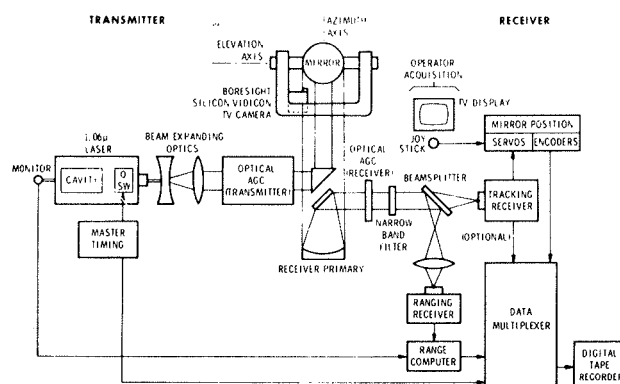 TRANSMITTER
AZIMUTH
AXIS
RECEIVER
ELEVATION
AXIS
MIRROR
OPERATOR
ACQUISITION
BORESIGHT
SILICON VIDICON
TV CAMERA
TV DISPLAY
MIRROR POSITION
SERVOS
ENCODERS
JOY
STICK
1.06µ
LASER
BEAM EXPANDING
OPTICS
MONITOR
CAVITY
Q
SW
OPTICAL
AGC
(TRANSMITTER)
OPTICAL AGC
(RECEIVER)
BEAMSPLITTER
TRACKING
RECEIVER
MASTER
TIMING
NARROW
BAND
FILTER
(OPTIONAL)
RECEIVER PRIMARY
RANGING
RECEIVER
DATA
MULTIPLEXER
RANGE
COMPUTER
DIGITAL
TAPE
RECORDER